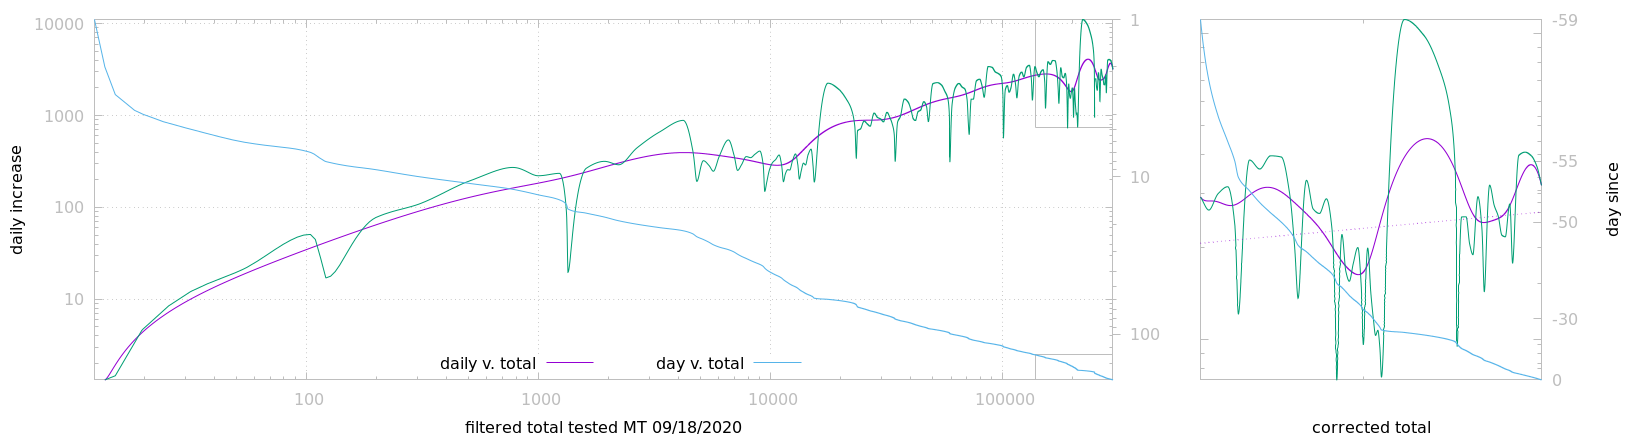 10000
1000
100
10
daily increase
1
10
100
daily v. total
day v. total
100
1000
10000
100000
filtered total tested MT 09/18/2020
-59
-55
-50
-30
0
day since
corrected total